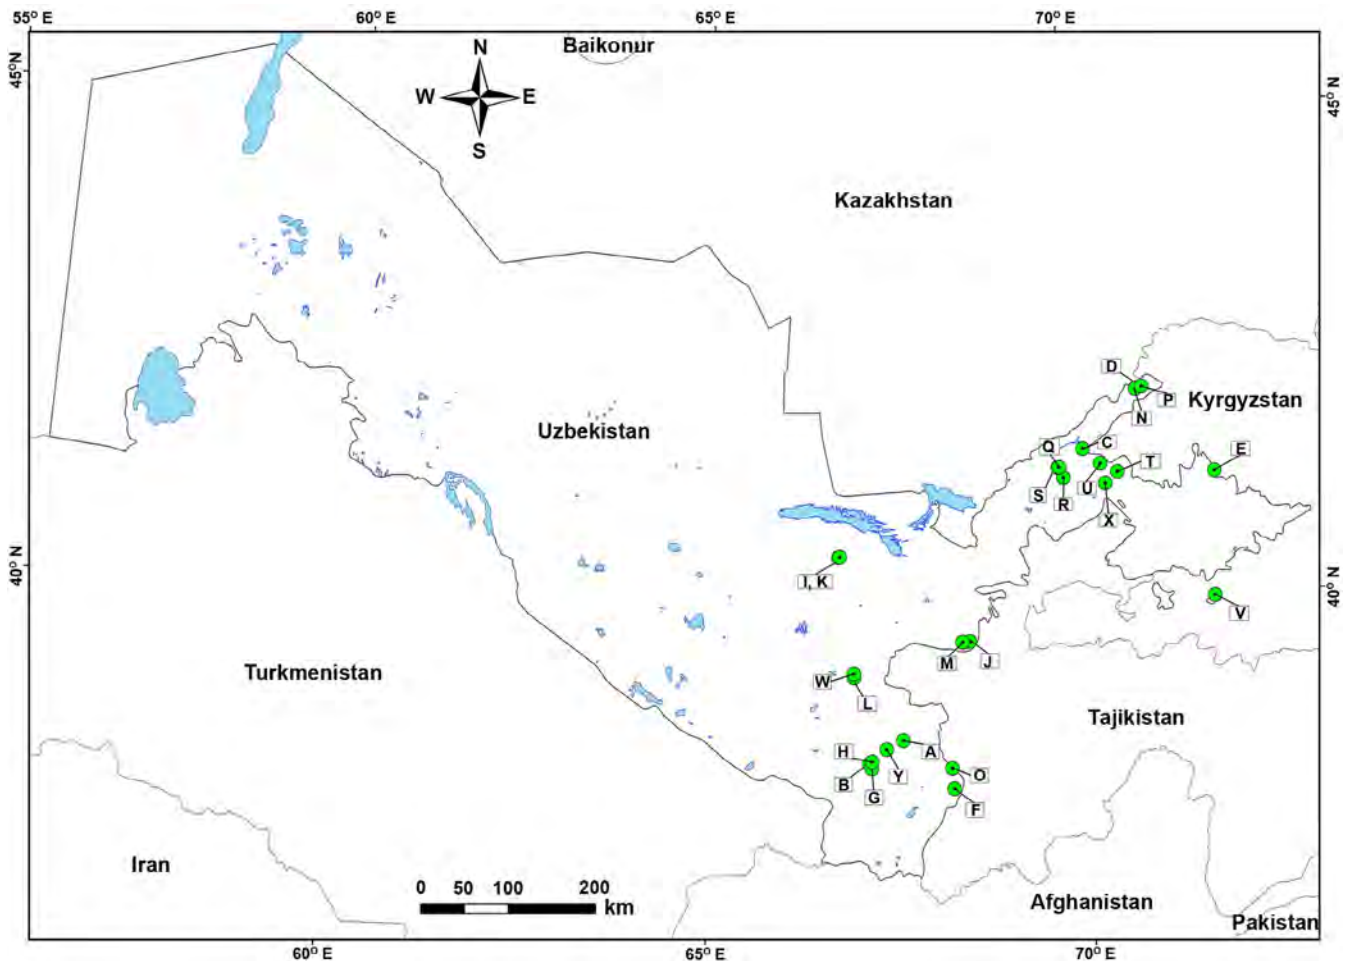 55° E 60° E 65° E 70° E
Baikonur
45° N
45° N
N
W E
S
Kazakhstan
D
P
Kyrgyzstan
N
Uzbekistan
Q C
T E
S R U X
40° N
I, K
40° N
V
M J
Turkmenistan
W
L
Tajikistan
H A
B G Y O
F
Iran
0 50 100 200
km
Afghanistan
Pakistan
60° E 65° E 70° E